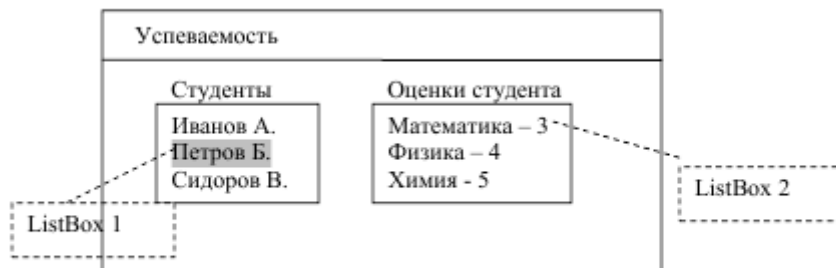 Успеваемость
Студенты
Оценки студента
Иванов А.
Математика – 3
Петров Б.
Физика – 4
Сидоров В.
Химия - 5
ListBox 1
ListBox 2